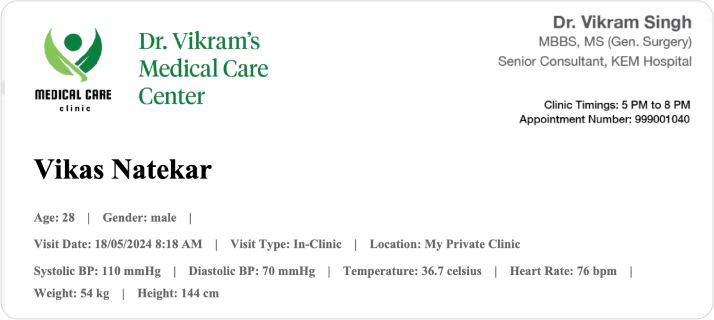 MEDICAL CARE
clinic
Dr. Vikram's
Medical Care
Center
Dr. Vikram Singh
MBBS, MS (Gen. Surgery)
Senior Consultant, KEM Hospital
Clinic Timings: 5 PM to 8 PM
Appointment Number: 999001040
Vikas Natekar
Age: 28 | Gender: male |
Visit Date: 18/05/2024 8:18 AM | Visit Type: In-Clinic | Location: My Private Clinic
Systolic BP: 110 mmHg | Diastolic BP: 70 mmHg | Temperature: 36.7 celsius | Heart Rate: 76 bpm |
Weight: 54 kg | Height: 144 cm